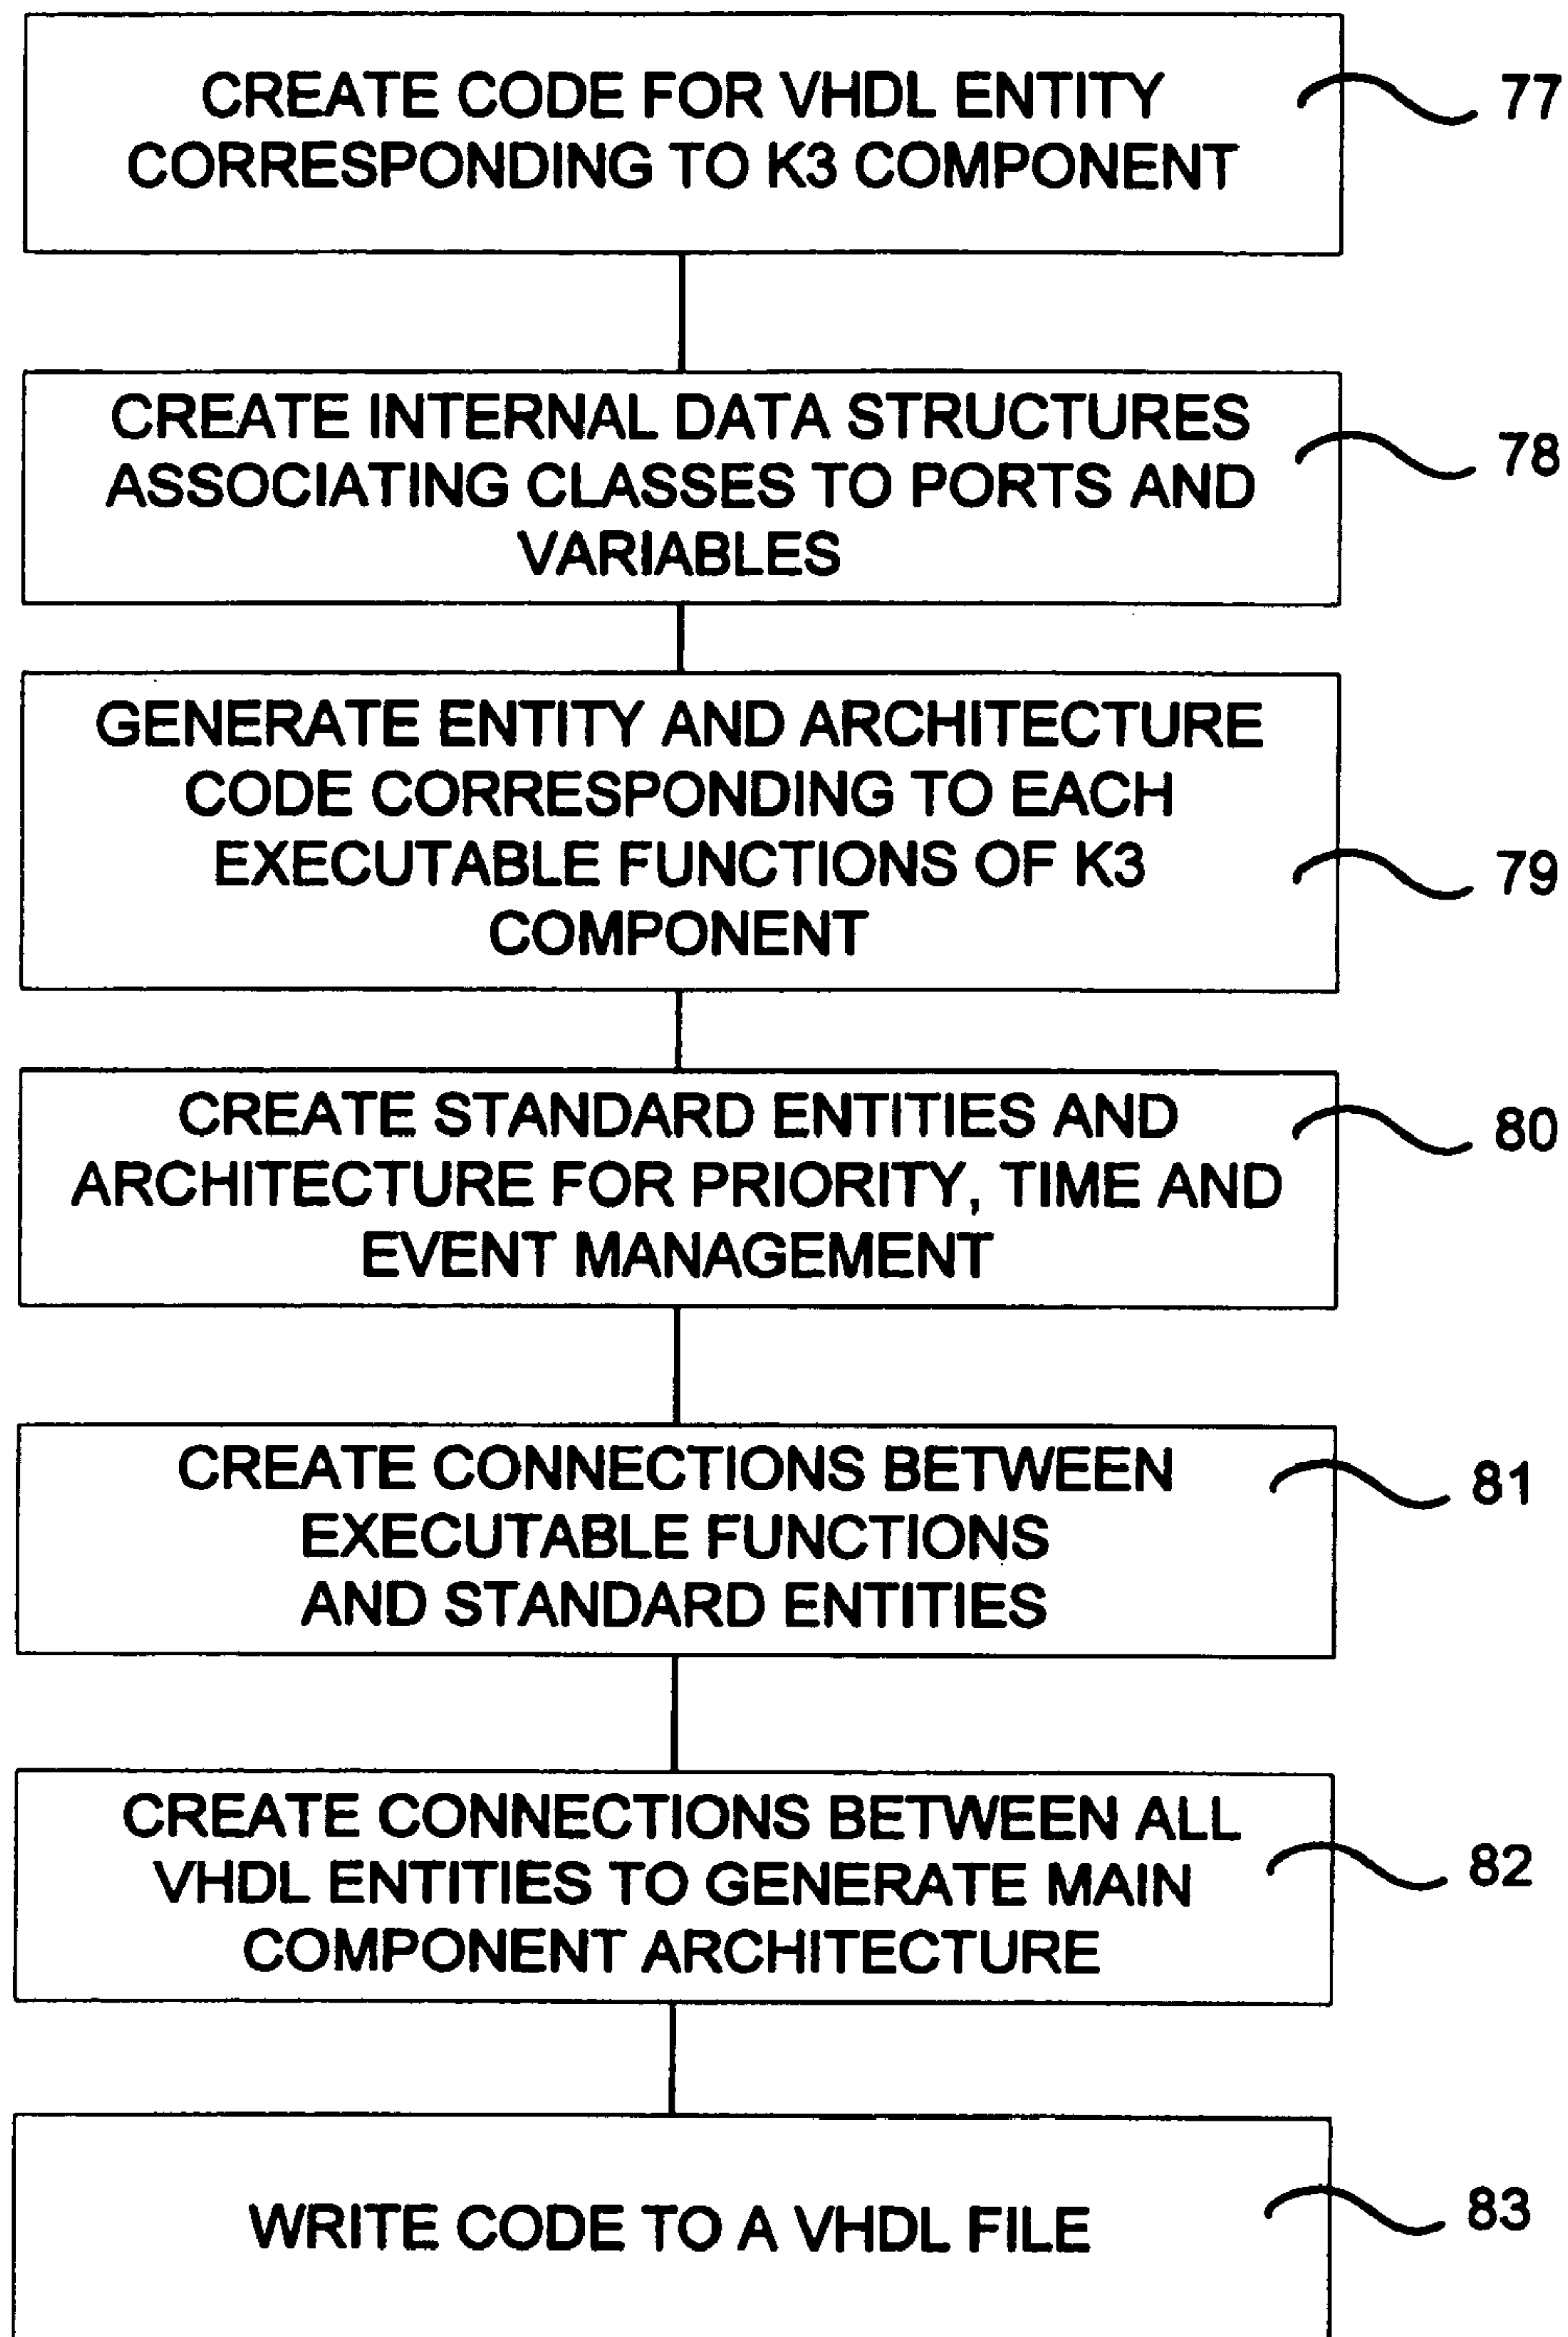 CREATE CODE FOR VHDL ENTITY
CORRESPONDING TO K3 COMPONENT
77
CREATE INTERNAL DATA STRUCTURES
ASSOCIATING CLASSES TO PORTS AND
VARIABLES
78
GENERATE ENTITY AND ARCHITECTURE
CODE CORRESPONDING TO EACH
EXECUTABLE FUNCTIONS OF K3
COMPONENT
79
CREATE STANDARD ENTITIES AND
ARCHITECTURE FOR PRIORITY, TIME AND
EVENT MANAGEMENT
80
CREATE CONNECTIONS BETWEEN
EXECUTABLE FUNCTIONS
AND STANDARD ENTITIES
81
CREATE CONNECTIONS BETWEEN ALL
VHDL ENTITIES TO GENERATE MAIN
COMPONENT ARCHITECTURE
82
WRITE CODE TO A VHDL FILE
83